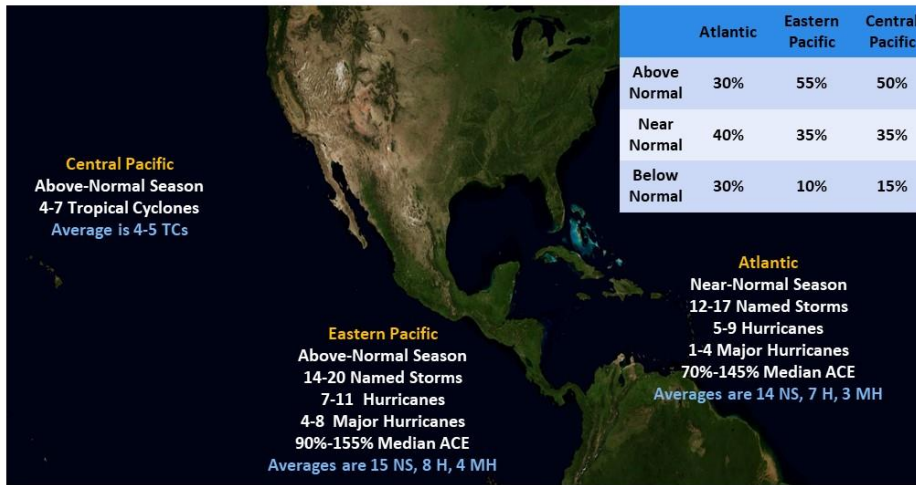 Atlantic Eastern Pacific Central Pacific
Above Normal 30% 55% 50%
Near Normal 40% 35% 35%
Below Normal 30% 10% 15%
Central Pacific
Above-Normal Season
4-7 Tropical Cyclones
Average is 4-5 TCs
Eastern Pacific
Above-Normal Season
14-20 Named Storms
7-11 Hurricanes
4-8 Major Hurricanes
90%-155% Median ACE
Averages are 15 NS, 8 H, 4 MH
Atlantic
Near-Normal Season
12-17 Named Storms
5-9 Hurricanes
1-4 Major Hurricanes
70%-145% Median ACE
Averages are 14 NS, 7 H, 3 MH